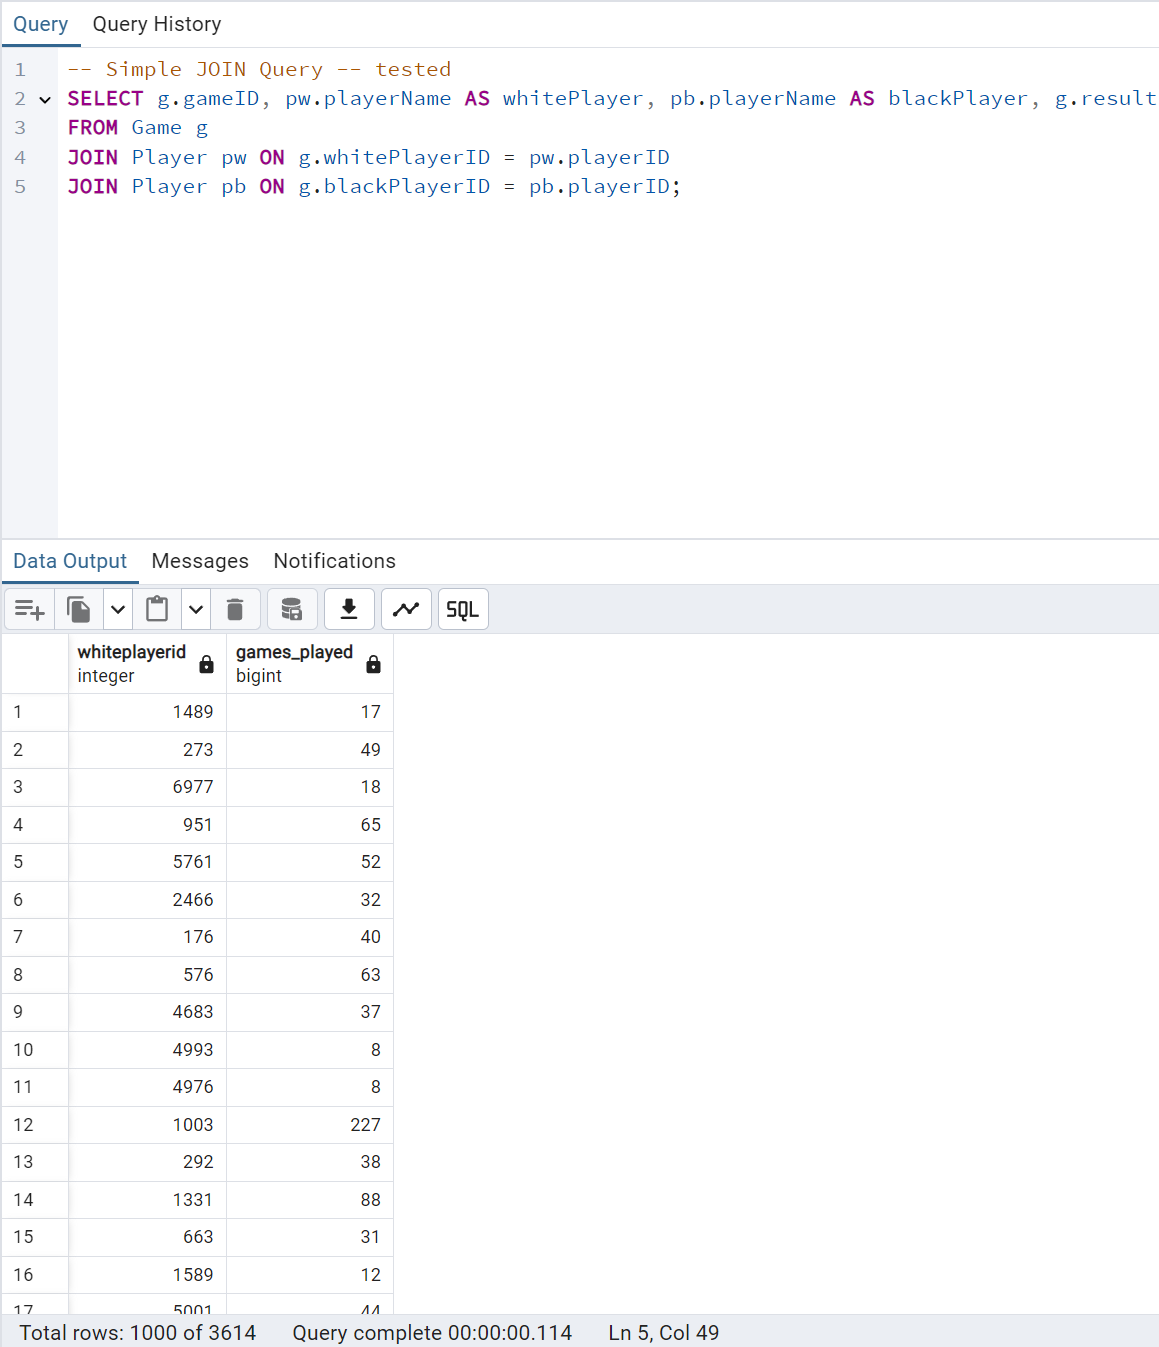 Query Query History
1 -- Simple JOIN Query -- tested
2 SELECT g.gameID, pw.playerName AS whitePlayer, pb.playerName AS blackPlayer, g.result
3 FROM Game g
4 JOIN Player pw ON g.whitePlayerID = pw.playerID
5 JOIN Player pb ON g.blackPlayerID = pb.playerID;
Data Output Messages Notifications
SQL
whiteplayerid games_played
integer bigint
1 1489 17
2 273 49
3 6977 18
4 951 65
5 5761 52
6 2466 32
7 176 40
8 576 63
9 4683 37
10 4993 8
11 4976 8
12 1003 227
13 292 38
14 1331 88
15 663 31
16 1589 12
17 5001 44
Total rows: 1000 of 3614 Query complete 00:00:00.114 Ln 5, Col 49